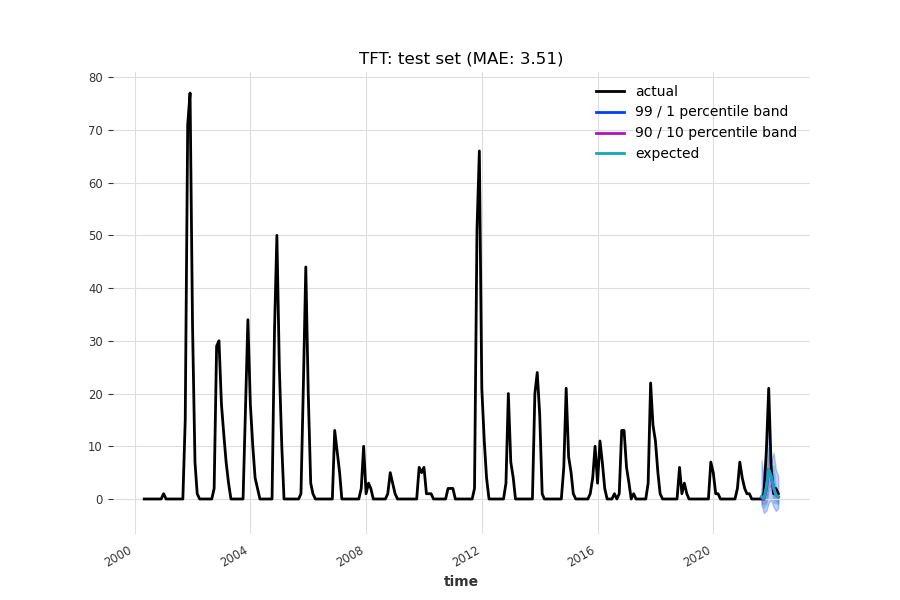 TFT: test set (MAE: 3.51)
actual
99 / 1 percentile band
90 / 10 percentile band
expected
80
70
60
50
40
30
20
10
0
2000
2004
2008
2012
2016
2020
time